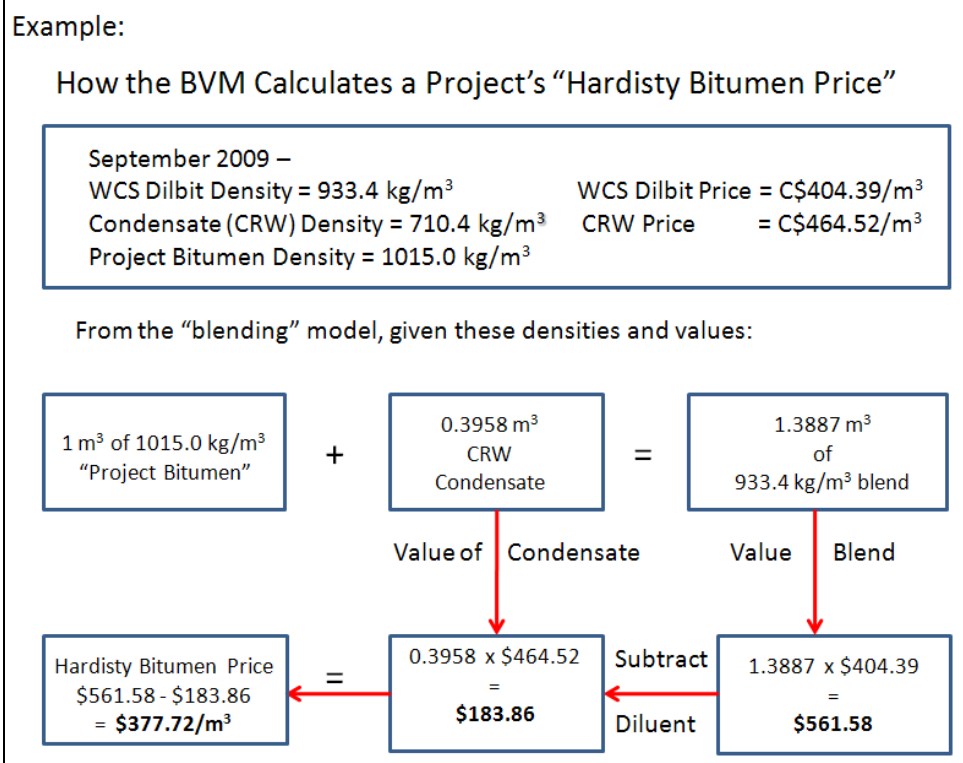 Example:
How the BVM Calculates a Project’s “Hardisty Bitumen Price”
September 2009 –
WCS Dilbit Density = 933.4 kg/m³ WCS Dilbit Price = C$404.39/m³
Condensate (CRW) Density = 710.4 kg/m³ CRW Price = C$464.52/m³
Project Bitumen Density = 1015.0 kg/m³
From the “blending” model, given these densities and values:
1 m³ of 1015.0 kg/m³
“Project Bitumen”
+
0.3958 m³
CRW
Condensate
=
1.3887 m³
of
933.4 kg/m³ blend
Value of Condensate
Value Blend
Hardisty Bitumen Price
$561.58 - $183.86
= $377.72/m³
=
0.3958 x $464.52
=
$183.86
Subtract
Diluent
1.3887 x $404.39
=
$561.58